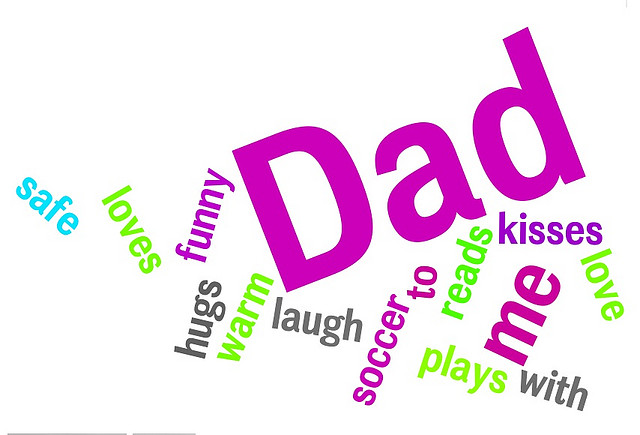 Dad
safe
loves
funny
kisses
hugs
warm
laugh
soccer
to
reads
me
love
plays
with